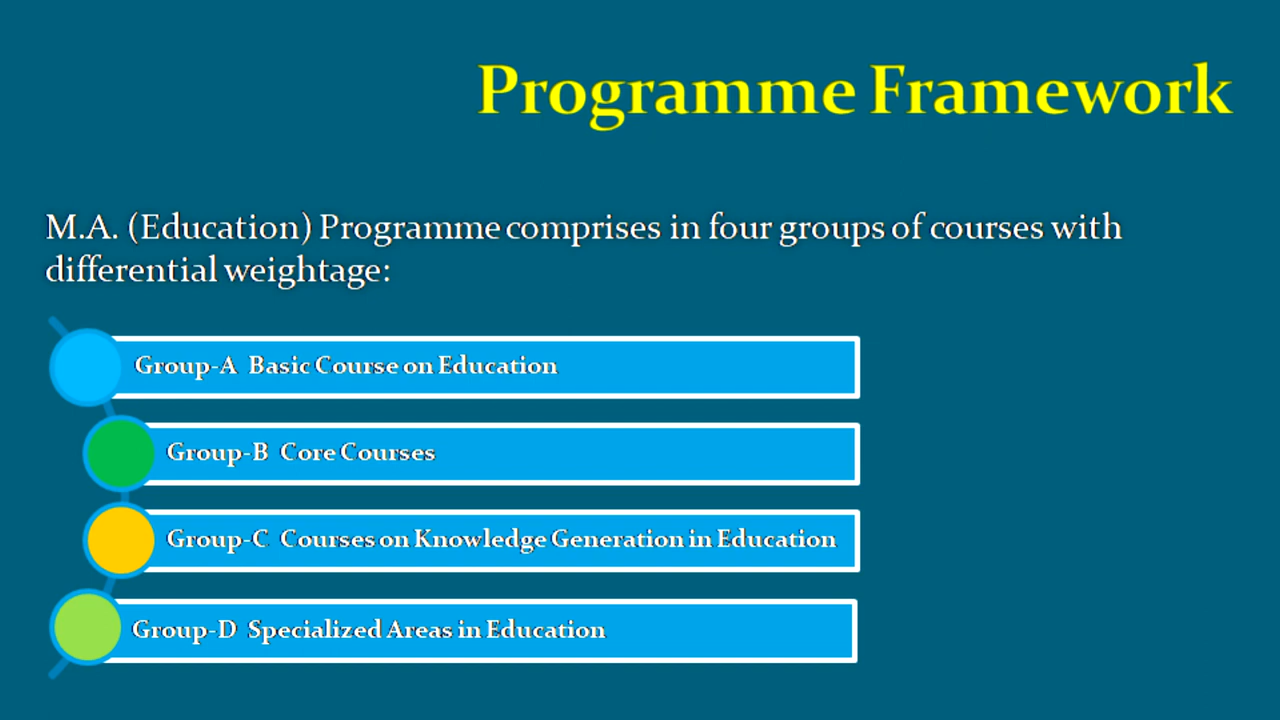 Programme Framework
M.A. (Education) Programme comprises in four groups of courses with
differential weightage:
Group-A Basic Course on Education
Group-B Core Courses
Group-C Courses on Knowledge Generation in Education
Group-D Specialized Areas in Education